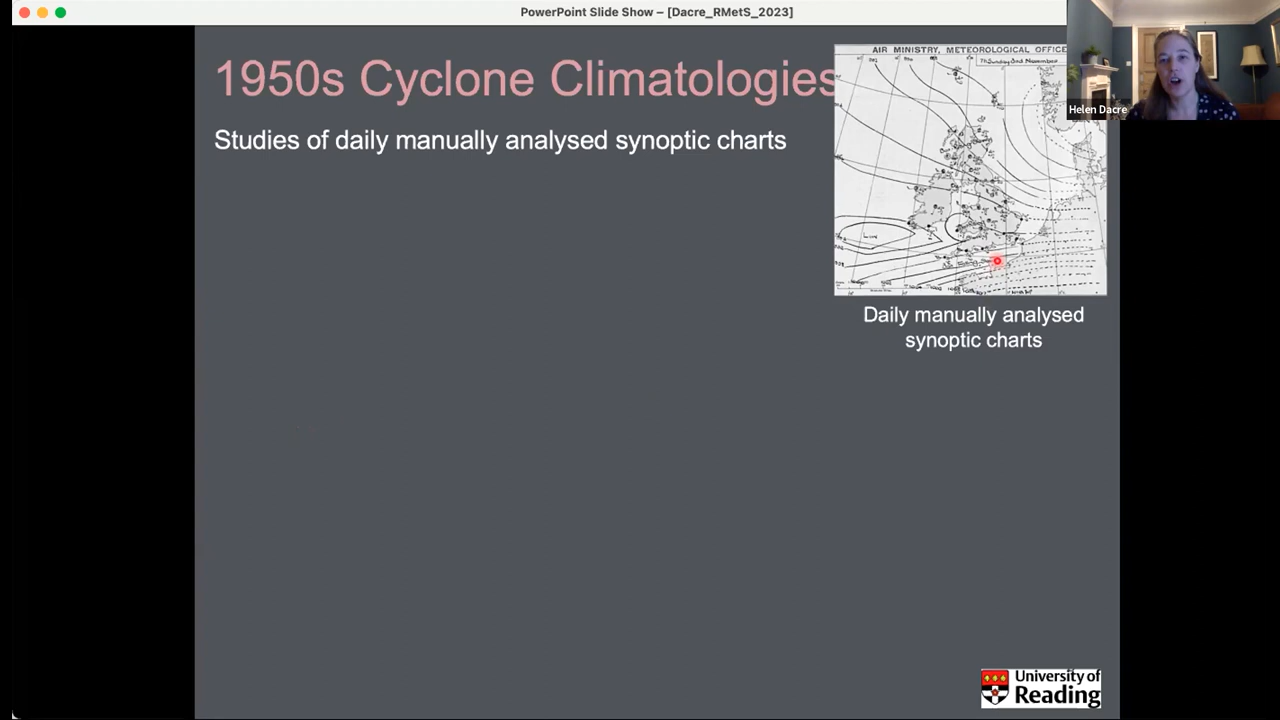 PowerPoint Slide Show – [Dacre_RMetS_2023]
1950s Cyclone Climatologies
Studies of daily manually analysed synoptic charts
AIR MINISTRY, METEOROLOGICAL OFFICE
Helen Dacre
Daily manually analysed
synoptic charts
University of
Reading